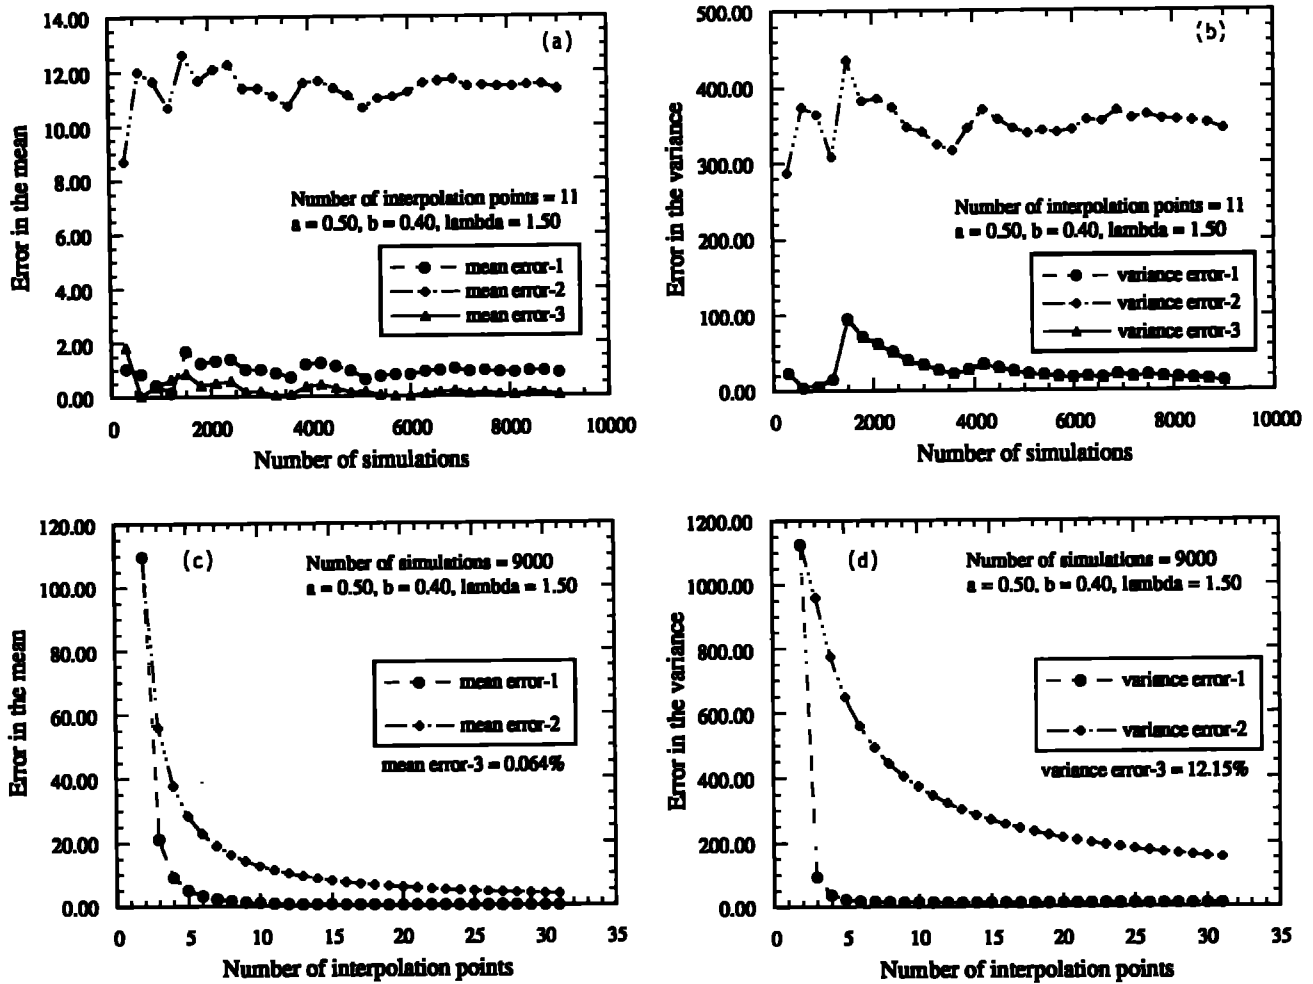 14.00
12.00
10.00
8.00
6.00
4.00
2.00
0.00
Error in the mean
(a)
Number of interpolation points = 11
a = 0.50, b = 0.40, lambda = 1.50
mean error-1
mean error-2
mean error-3
0 2000 4000 6000 8000 10000
Number of simulations
500.00
400.00
300.00
200.00
100.00
0.00
Error in the variance
(b)
Number of interpolation points = 11
a = 0.50, b = 0.40, lambda = 1.50
variance error-1
variance error-2
variance error-3
0 2000 4000 6000 8000 10000
Number of simulations
120.00
100.00
80.00
60.00
40.00
20.00
0.00
Error in the mean
(c)
Number of simulations = 9000
a = 0.50, b = 0.40, lambda = 1.50
mean error-1
mean error-2
mean error-3 = 0.064%
0 5 10 15 20 25 30 35
Number of interpolation points
1200.00
1000.00
800.00
600.00
400.00
200.00
0.00
Error in the variance
(d)
Number of simulations = 9000
a = 0.50, b = 0.40, lambda = 1.50
variance error-1
variance error-2
variance error-3 = 12.15%
0 5 10 15 20 25 30 35
Number of interpolation points